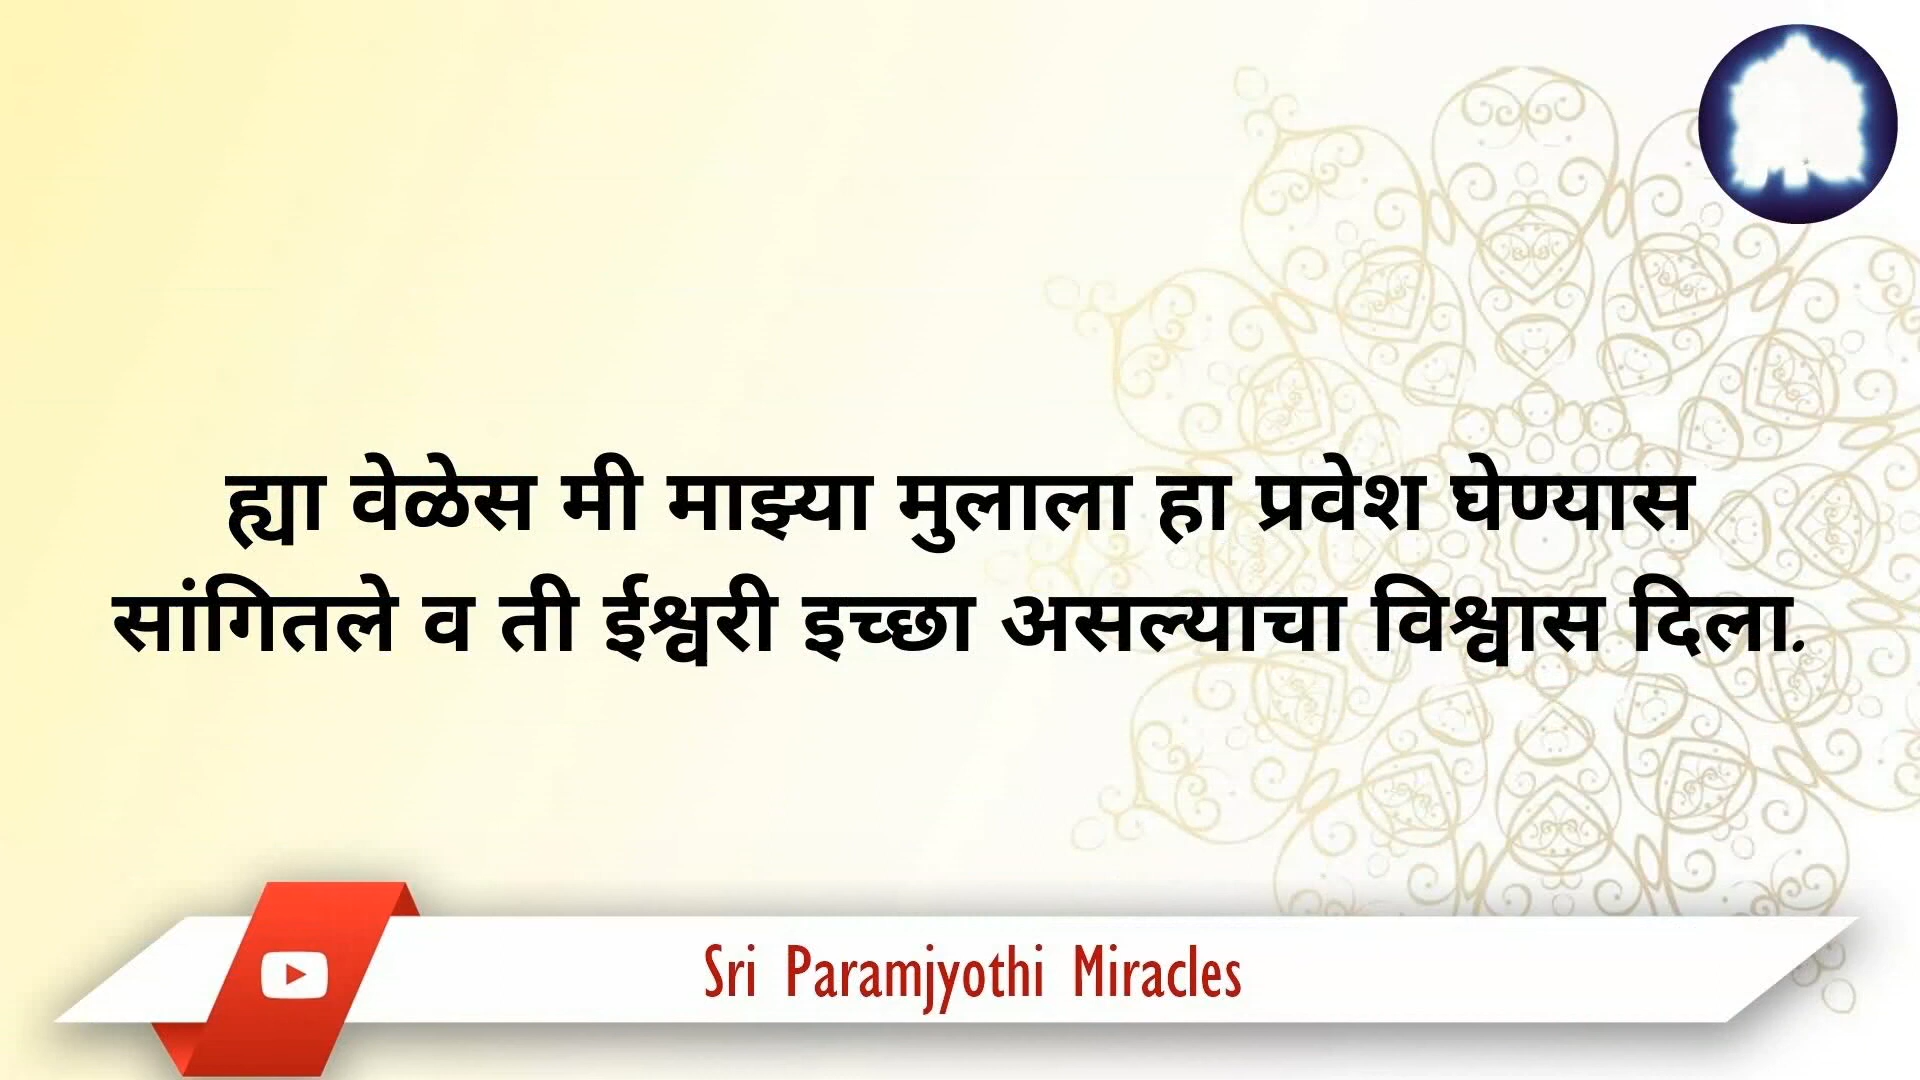 ह्या वेळेस मी माझ्या मुलाला हा प्रवेश घेण्यास
सांगितले व ती ईश्वरी इच्छा असल्याचा विश्वास दिला.
Sri Paramjyothi Miracles